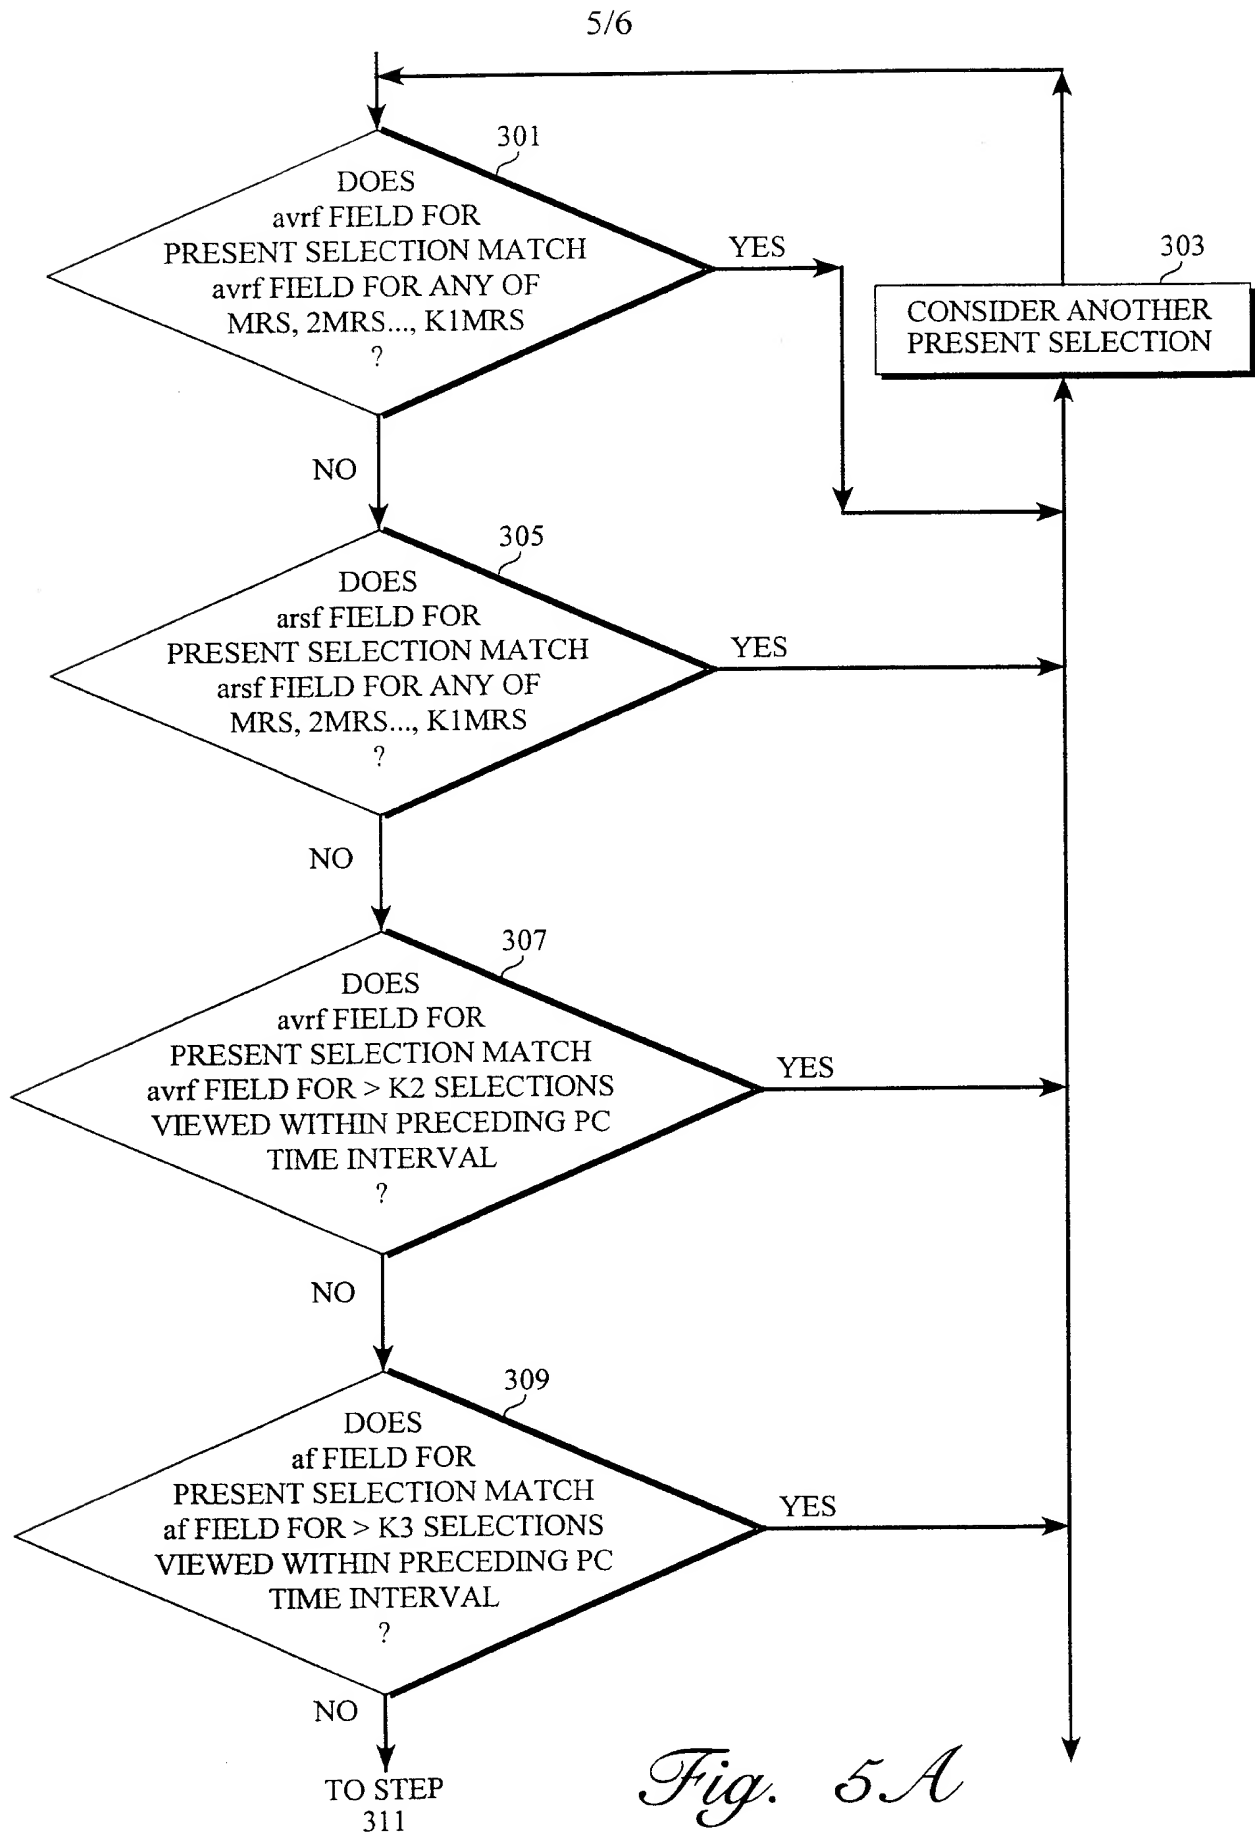 5/6
301
DOES
avrf FIELD FOR
PRESENT SELECTION MATCH
avrf FIELD FOR ANY OF
MRS, 2MRS..., K1MRS
?
YES
NO
303
CONSIDER ANOTHER
PRESENT SELECTION
305
DOES
arsf FIELD FOR
PRESENT SELECTION MATCH
arsf FIELD FOR ANY OF
MRS, 2MRS..., K1MRS
?
YES
NO
307
DOES
avrf FIELD FOR
PRESENT SELECTION MATCH
avrf FIELD FOR > K2 SELECTIONS
VIEWED WITHIN PRECEDING PC
TIME INTERVAL
?
YES
NO
309
DOES
af FIELD FOR
PRESENT SELECTION MATCH
af FIELD FOR > K3 SELECTIONS
VIEWED WITHIN PRECEDING PC
TIME INTERVAL
?
YES
NO
TO STEP
311
Fig. 5A